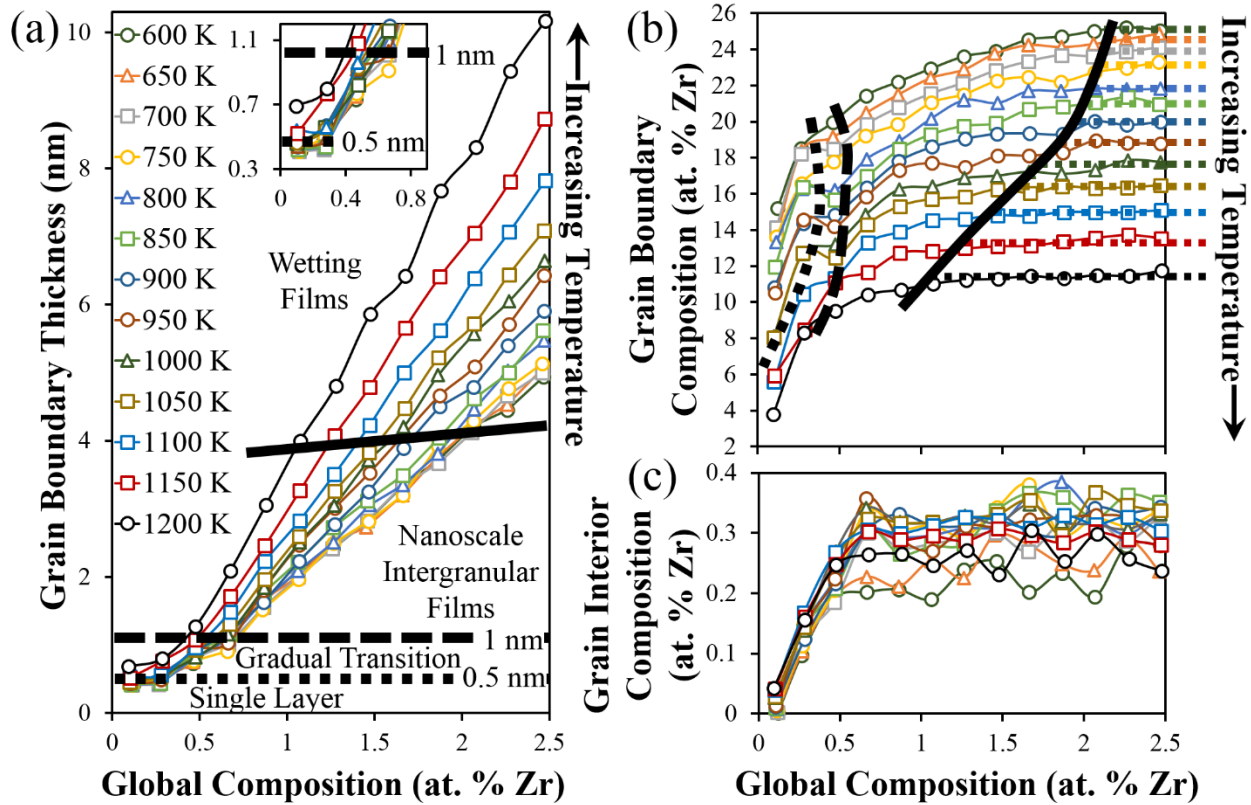 (a)
Grain Boundary Thickness (nm)
10
8
6
4
2
0
600 K
650 K
700 K
750 K
800 K
850 K
900 K
950 K
1000 K
1050 K
1100 K
1150 K
1200 K
1.1
0.7
0.3
0
0.4
0.8
1 nm
0.5 nm
Wetting
Films
Nanoscale
Intergranular
Films
1 nm
Gradual Transition
0.5 nm
Single Layer
0
0.5
1
1.5
2
2.5
Global Composition (at. % Zr)
Increasing Temperature
(b)
Grain Boundary
Composition (at. % Zr)
26
24
22
20
18
16
14
12
10
8
6
4
2
Increasing Temperature
(c)
Grain Interior
Composition
(at. % Zr)
0.4
0.3
0.2
0.1
0
0
0.5
1
1.5
2
2.5
Global Composition (at. % Zr)